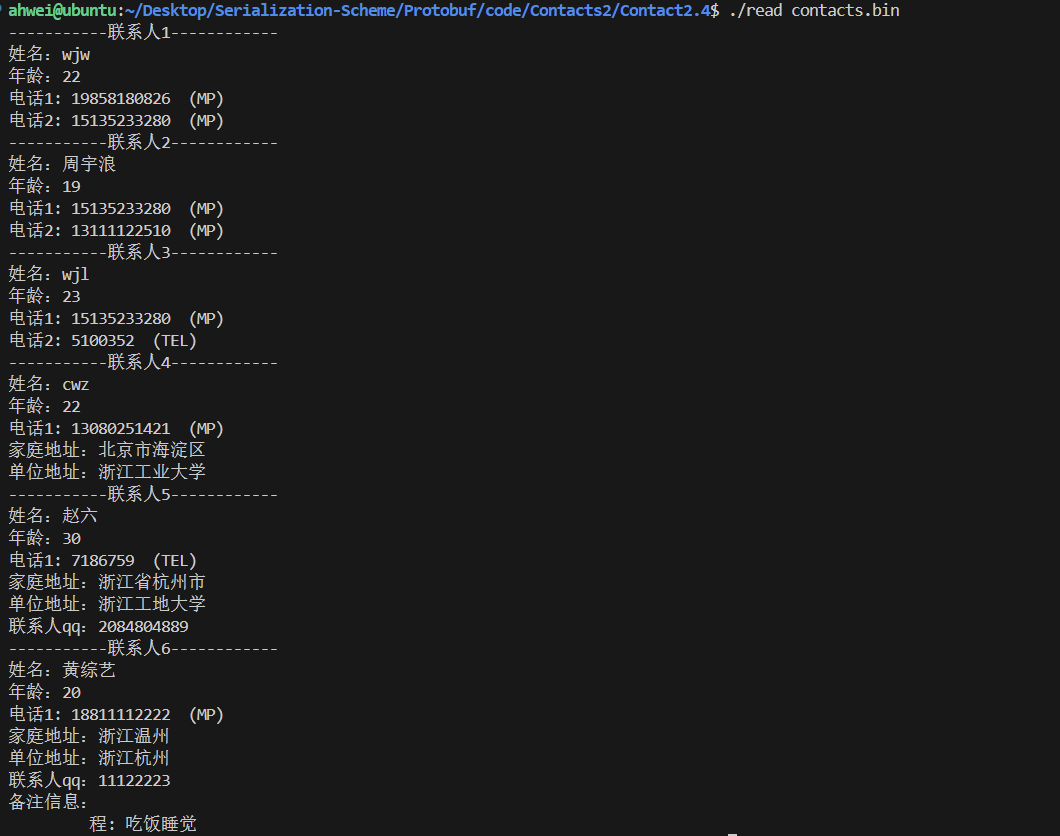 ahwei@ubuntu:~/Desktop/Serialization-Scheme/Protobuf/code/Contacts2/Contact2.4$ ./read contacts.bin
-----------联系人1------------
姓名：wjw
年龄：22
电话1: 19858180826  (MP)
电话2: 15135233280  (MP)
-----------联系人2------------
姓名：周宇浪
年龄：19
电话1: 15135233280  (MP)
电话2: 13111122510  (MP)
-----------联系人3------------
姓名：wjl
年龄：23
电话1: 15135233280  (MP)
电话2: 5100352  (TEL)
-----------联系人4------------
姓名：cwz
年龄：22
电话1: 13080251421  (MP)
家庭地址：北京市海淀区
单位地址：浙江工业大学
-----------联系人5------------
姓名：赵六
年龄：30
电话1: 7186759  (TEL)
家庭地址：浙江省杭州市
单位地址：浙江工地大学
联系人qq：2084804889
-----------联系人6------------
姓名：黄综艺
年龄：20
电话1: 18811112222  (MP)
家庭地址：浙江温州
单位地址：浙江杭州
联系人qq：11122223
备注信息：
程: 吃饭睡觉